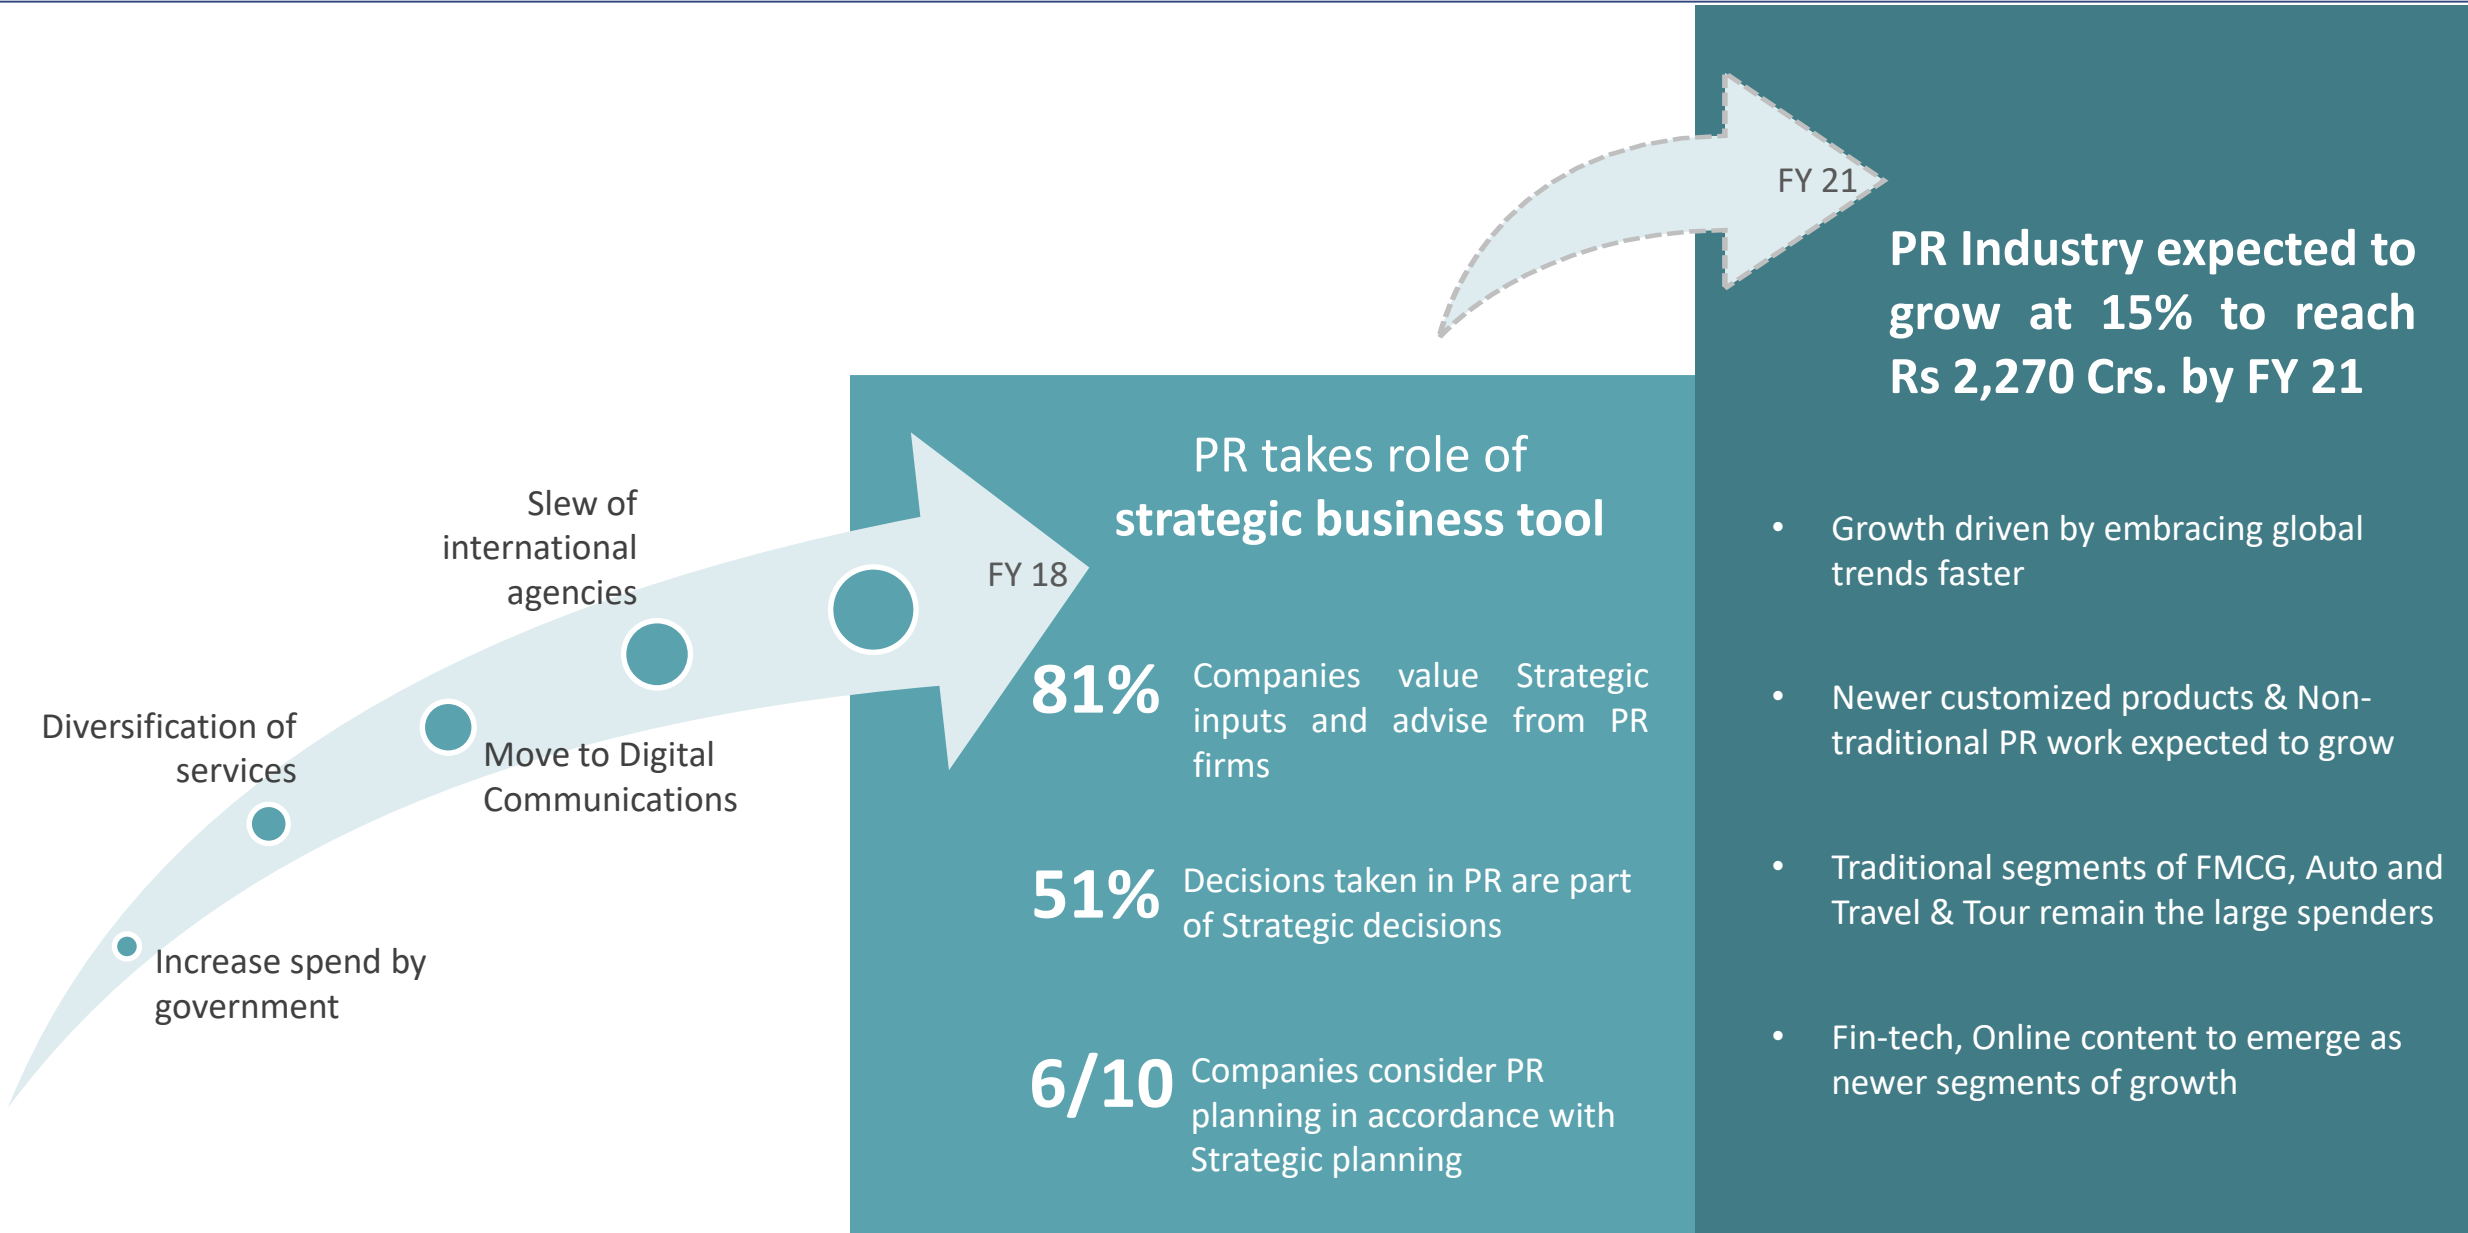 Slew of
international
agencies
Diversification of
services
Move to Digital
Communications
Increase spend by
government
FY 18
PR takes role of
strategic business tool
81%
Companies value Strategic
inputs and advise from PR
firms
51%
Decisions taken in PR are part
of Strategic decisions
6/10
Companies consider PR
planning in accordance with
Strategic planning
FY 21
PR Industry expected to
grow at 15% to reach
Rs 2,270 Crs. by FY 21
• Growth driven by embracing global
trends faster
• Newer customized products & Non-
traditional PR work expected to grow
• Traditional segments of FMCG, Auto and
Travel & Tour remain the large spenders
• Fin-tech, Online content to emerge as
newer segments of growth